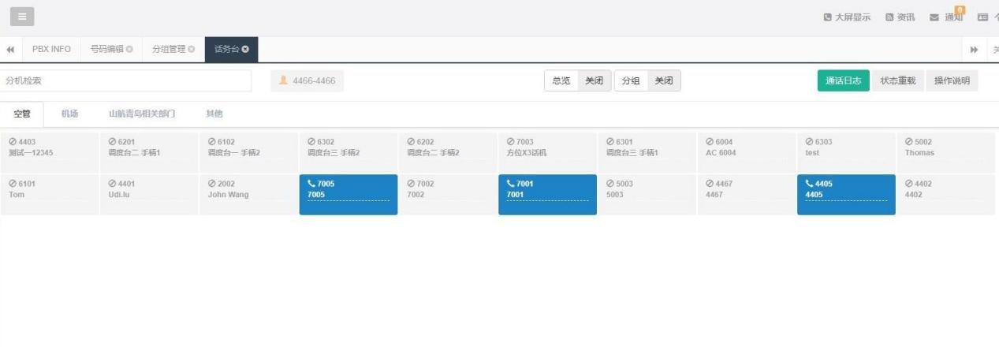 大屏显示 资讯 通知 0
PBX INFO 号码编辑 分组管理 话务台
分机检索 4466-4466 总览 关闭 分组 关闭 通话日志 状态重载 操作说明
空管 机场 山航青岛相关部门 其他
4403 6201 6102 6302 6202 7003 6301 6004 6303 5002
测试一12345 调度台二 手柄1 调度台一 手柄2 调度台三 手柄2 调度台二 手柄2 方位X3话机 调度台三 手柄1 AC 6004 test Thomas
6101 4401 2002 7005 7002 7001 5003 4467 4405 4402
Tom Udi.lu John Wang 7005 7002 7001 5003 4467 4405 4402